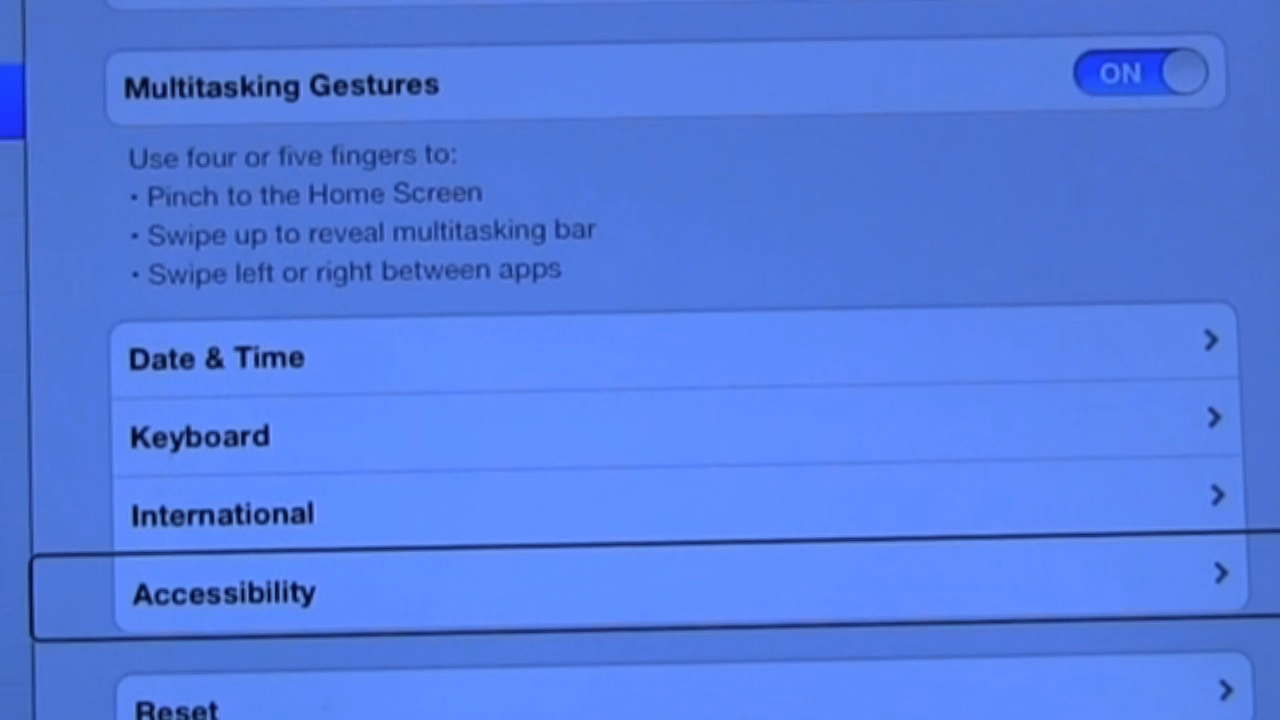 Multitasking Gestures
ON
Use four or five fingers to:
• Pinch to the Home Screen
• Swipe up to reveal multitasking bar
• Swipe left or right between apps
Date & Time
Keyboard
International
Accessibility
Reset